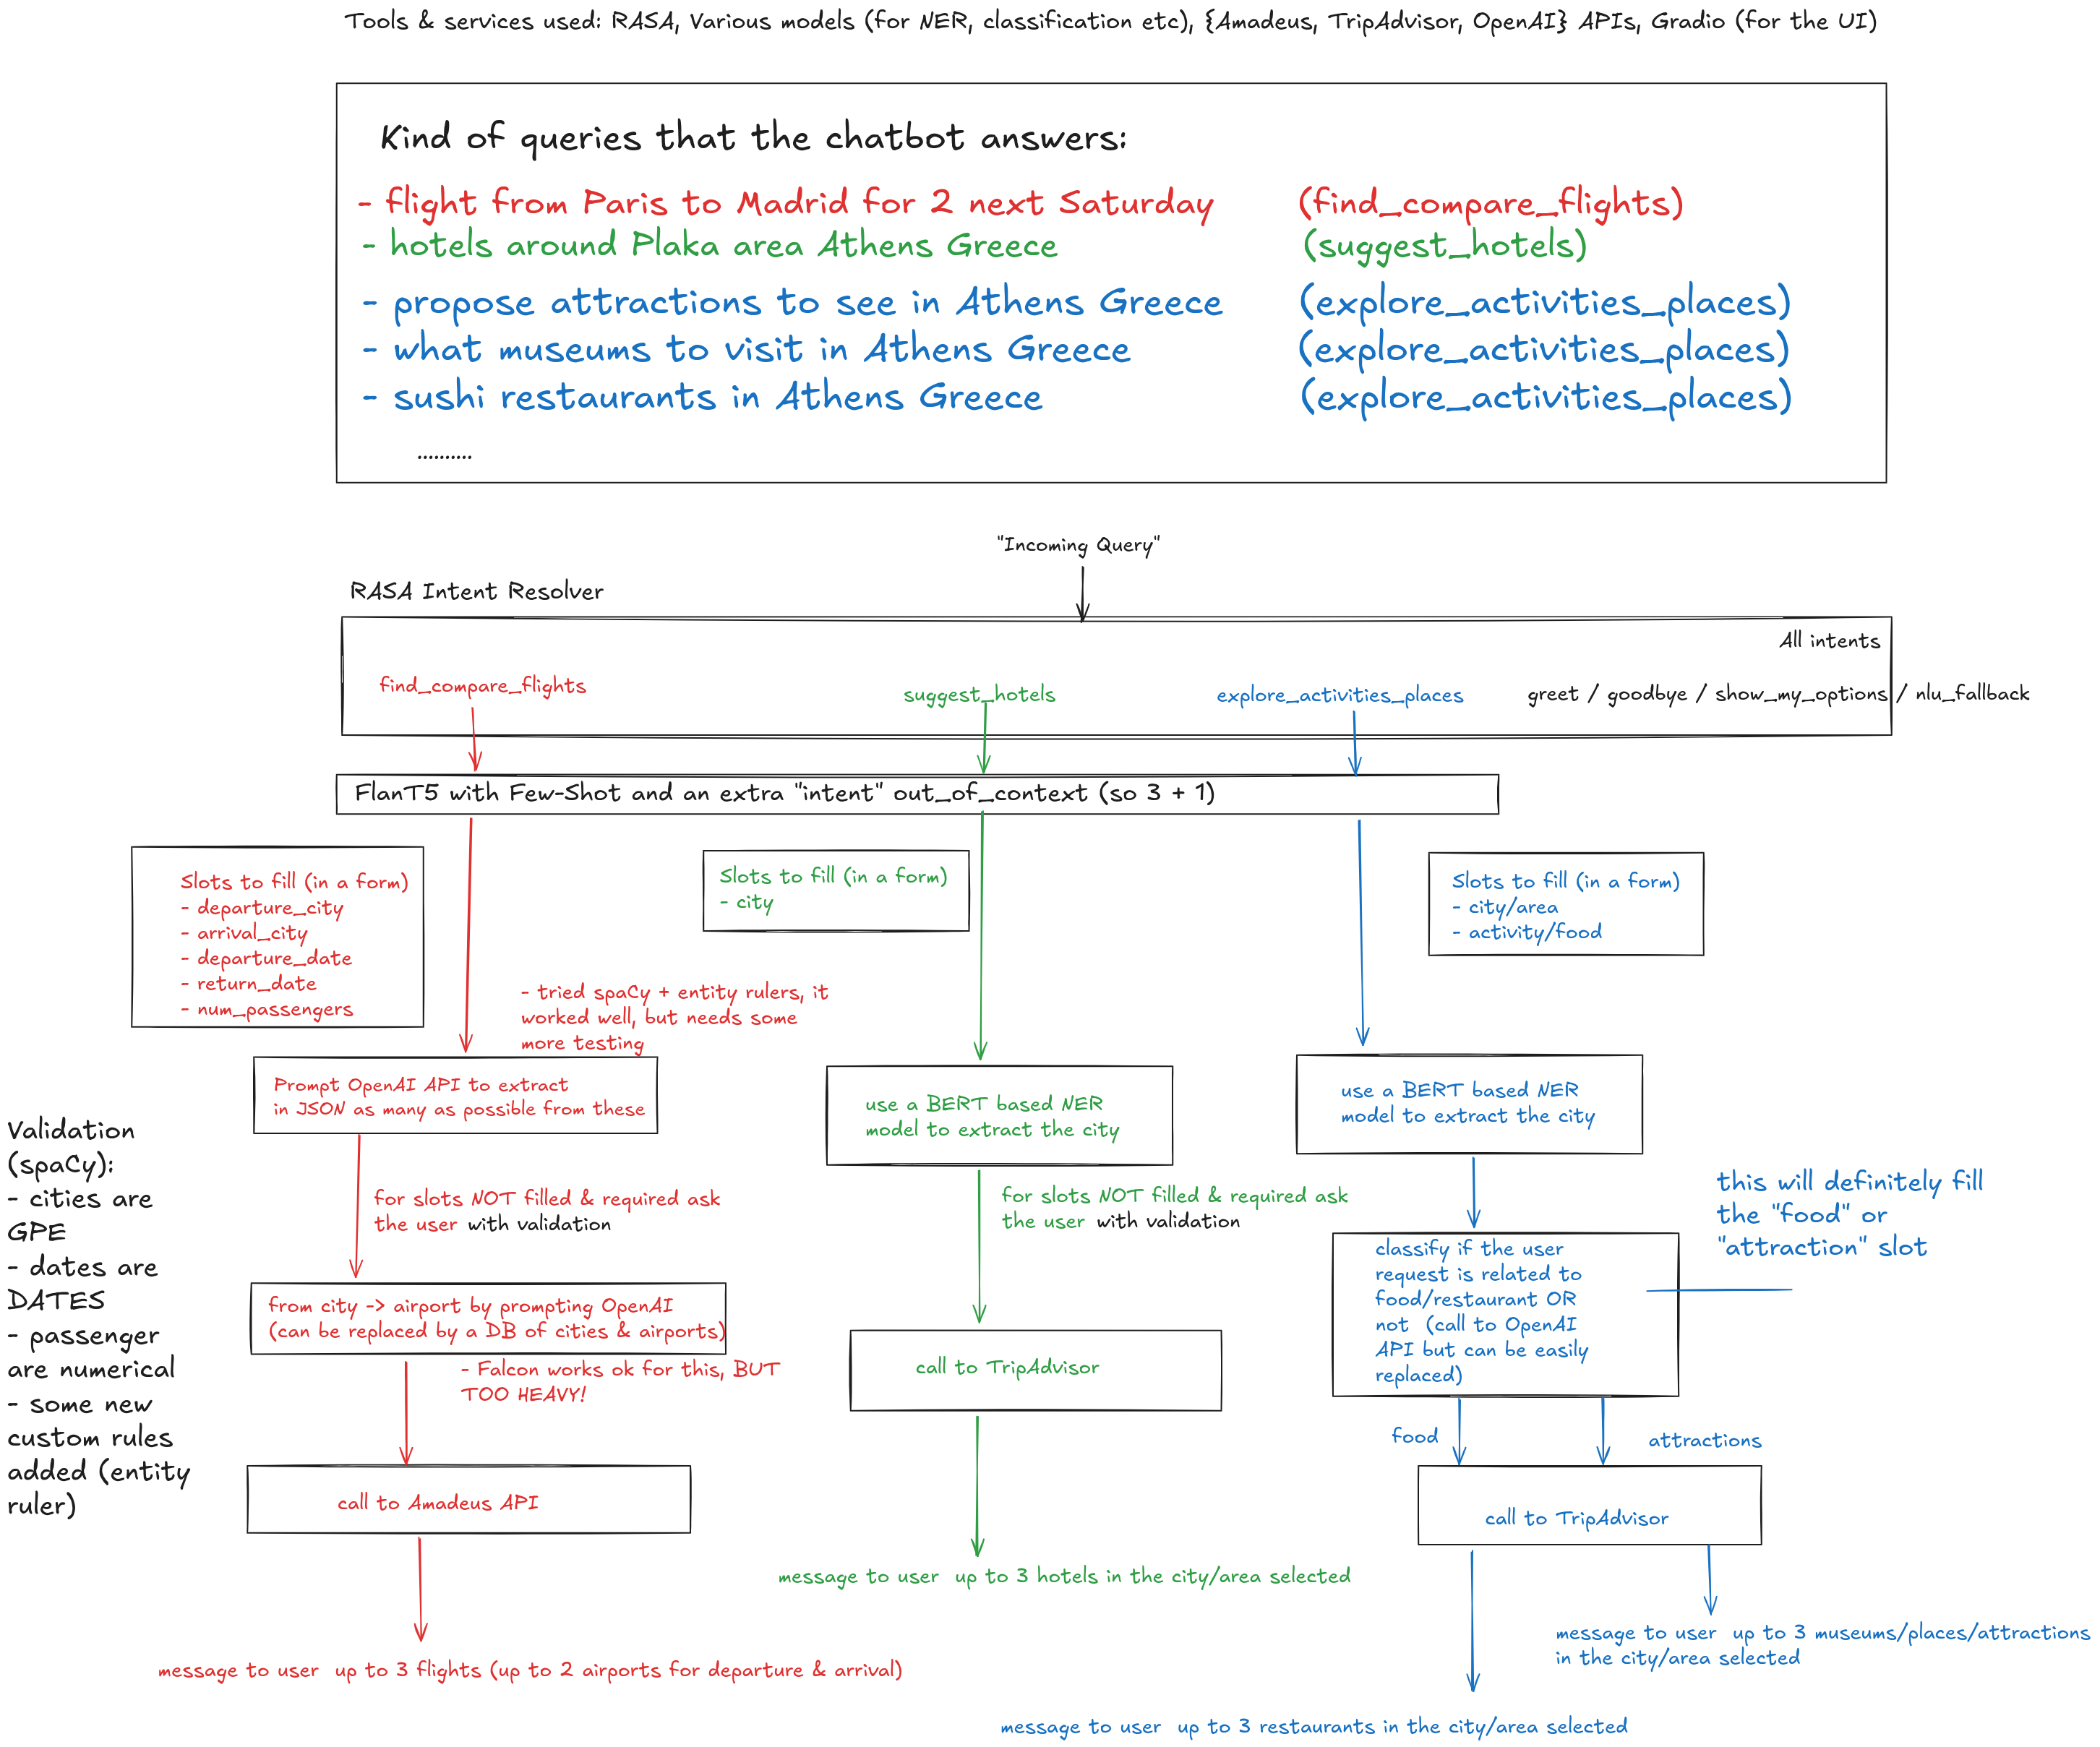 Tools & services used: RASA, Various models (for NER, classification etc), {Amadeus, TripAdvisor, OpenAI} APIs, Gradio (for the UI)
Kind of queries that the chatbot answers:
- flight from Paris to Madrid for 2 next Saturday (find_compare_flights)
- hotels around Plaka area Athens Greece (suggest_hotels)
- propose attractions to see in Athens Greece (explore_activities_places)
- what museums to visit in Athens Greece (explore_activities_places)
- sushi restaurants in Athens Greece (explore_activities_places)
..........
"Incoming Query"
RASA Intent Resolver
All intents
find_compare_flights
suggest_hotels
explore_activities_places
greet / goodbye / show_my_options / nlu_fallback
FlanT5 with Few-Shot and an extra "intent" out_of_context (so 3 + 1)
Slots to fill (in a form)
- departure_city
- arrival_city
- departure_date
- return_date
- num_passengers
- tried spaCy + entity rulers, it
worked well, but needs some
more testing
Prompt OpenAI API to extract
in JSON as many as possible from these
for slots NOT filled & required ask
the user with validation
from city -> airport by prompting OpenAI
(can be replaced by a DB of cities & airports)
- Falcon works ok for this, BUT
TOO HEAVY!
call to Amadeus API
message to user up to 3 flights (up to 2 airports for departure & arrival)
Validation
(spaCy):
- cities are
GPE
- dates are
DATES
- passenger
are numerical
- some new
custom rules
added (entity
ruler)
Slots to fill (in a form)
- city
use a BERT based NER
model to extract the city
for slots NOT filled & required ask
the user with validation
call to TripAdvisor
message to user up to 3 hotels in the city/area selected
Slots to fill (in a form)
- city/area
- activity/food
use a BERT based NER
model to extract the city
this will definitely fill
the "food" or
"attraction" slot
classify if the user
request is related to
food/restaurant OR
not (call to OpenAI
API but can be easily
replaced)
food
attractions
call to TripAdvisor
message to user up to 3 museums/places/attractions
in the city/area selected
message to user up to 3 restaurants in the city/area selected